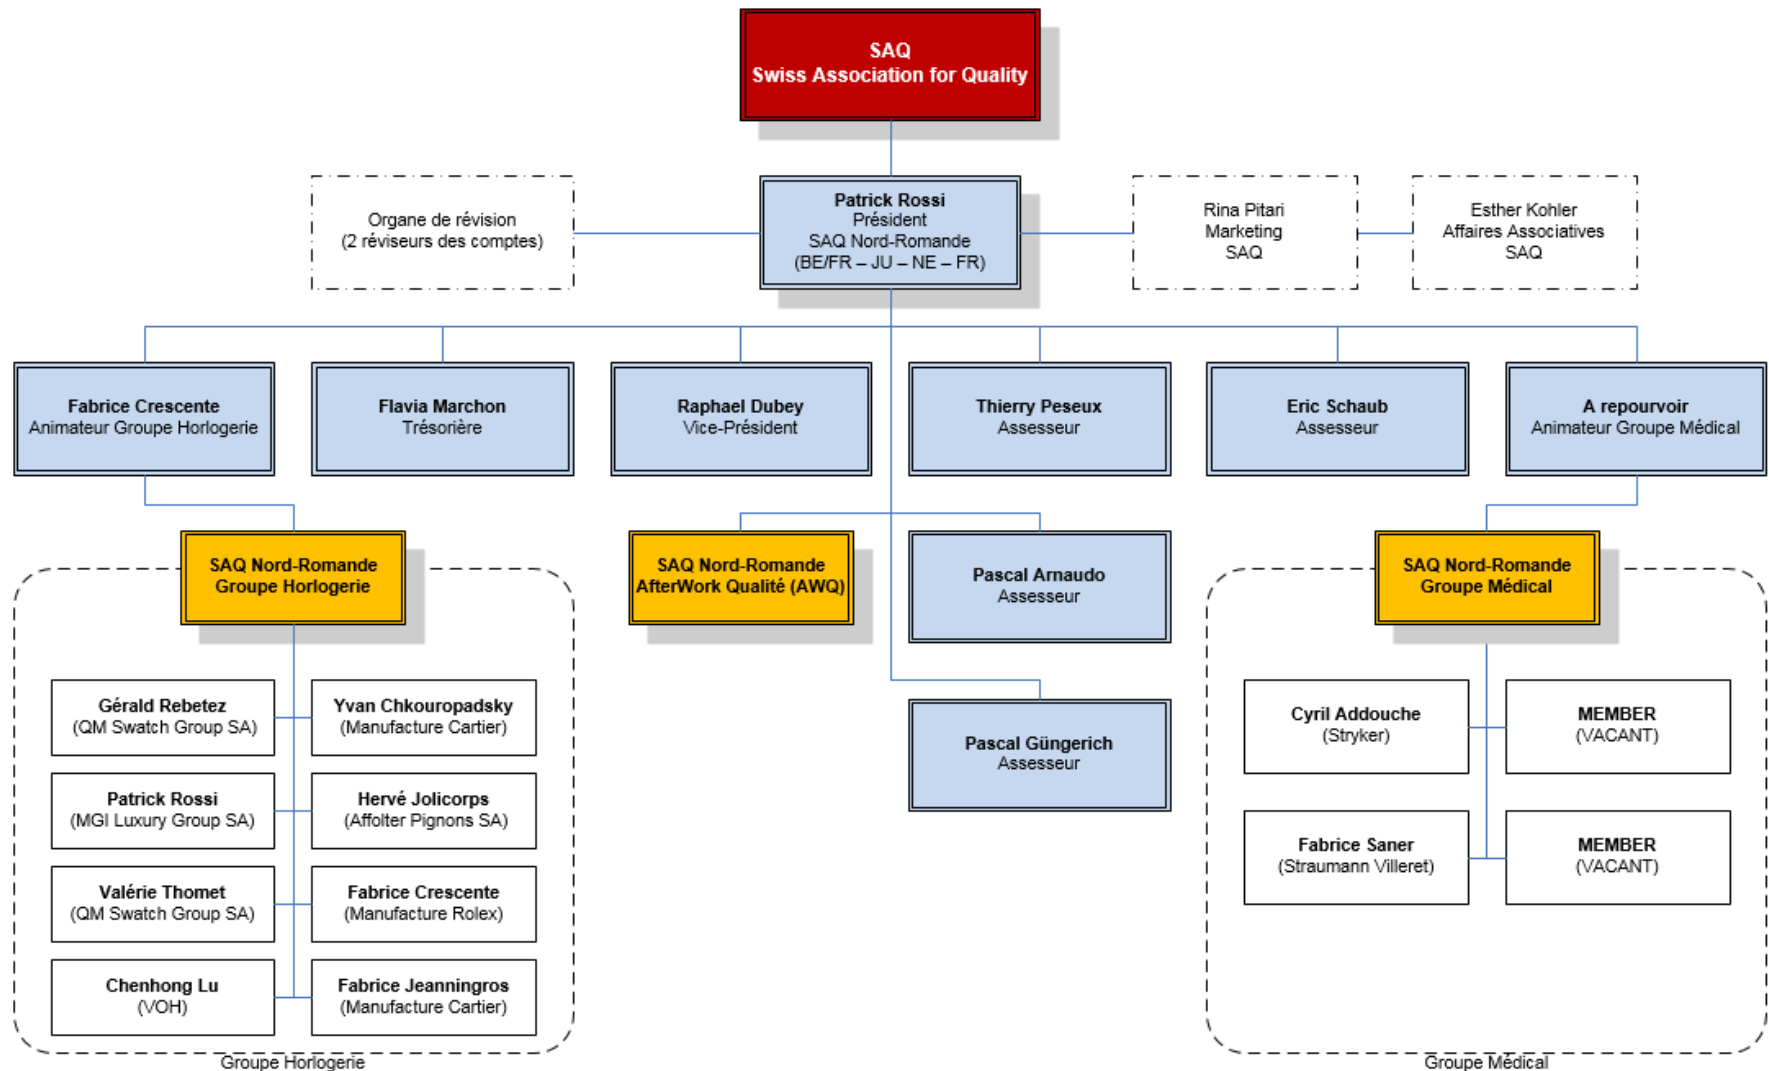 SAQ
Swiss Association for Quality
Organe de révision
(2 réviseurs des comptes)
Patrick Rossi
Président
SAQ Nord-Romande
(BE/FR – JU – NE – FR)
Rina Pitari
Marketing
SAQ
Esther Kohler
Affaires Associatives
SAQ
Fabrice Crescente
Animateur Groupe Horlogerie
Flavia Marchon
Trésorière
Raphael Dubey
Vice-Président
Thierry Peseux
Assesseur
Eric Schaub
Assesseur
A repourvoir
Animateur Groupe Médical
SAQ Nord-Romande
Groupe Horlogerie
SAQ Nord-Romande
AfterWork Qualité (AWQ)
Pascal Arnaudo
Assesseur
SAQ Nord-Romande
Groupe Médical
Gérald Rebetez
(QM Swatch Group SA)
Yvan Chkouropadsky
(Manufacture Cartier)
Pascal Güngerich
Assesseur
Cyril Addouche
(Stryker)
MEMBER
(VACANT)
Patrick Rossi
(MGI Luxury Group SA)
Hervé Jolicorps
(Affolter Pignons SA)
Fabrice Saner
(Straumann Villeret)
MEMBER
(VACANT)
Valérie Thomet
(QM Swatch Group SA)
Fabrice Crescente
(Manufacture Rolex)
Chenhong Lu
(VOH)
Fabrice Jeanningros
(Manufacture Cartier)
Groupe Horlogerie
Groupe Médical